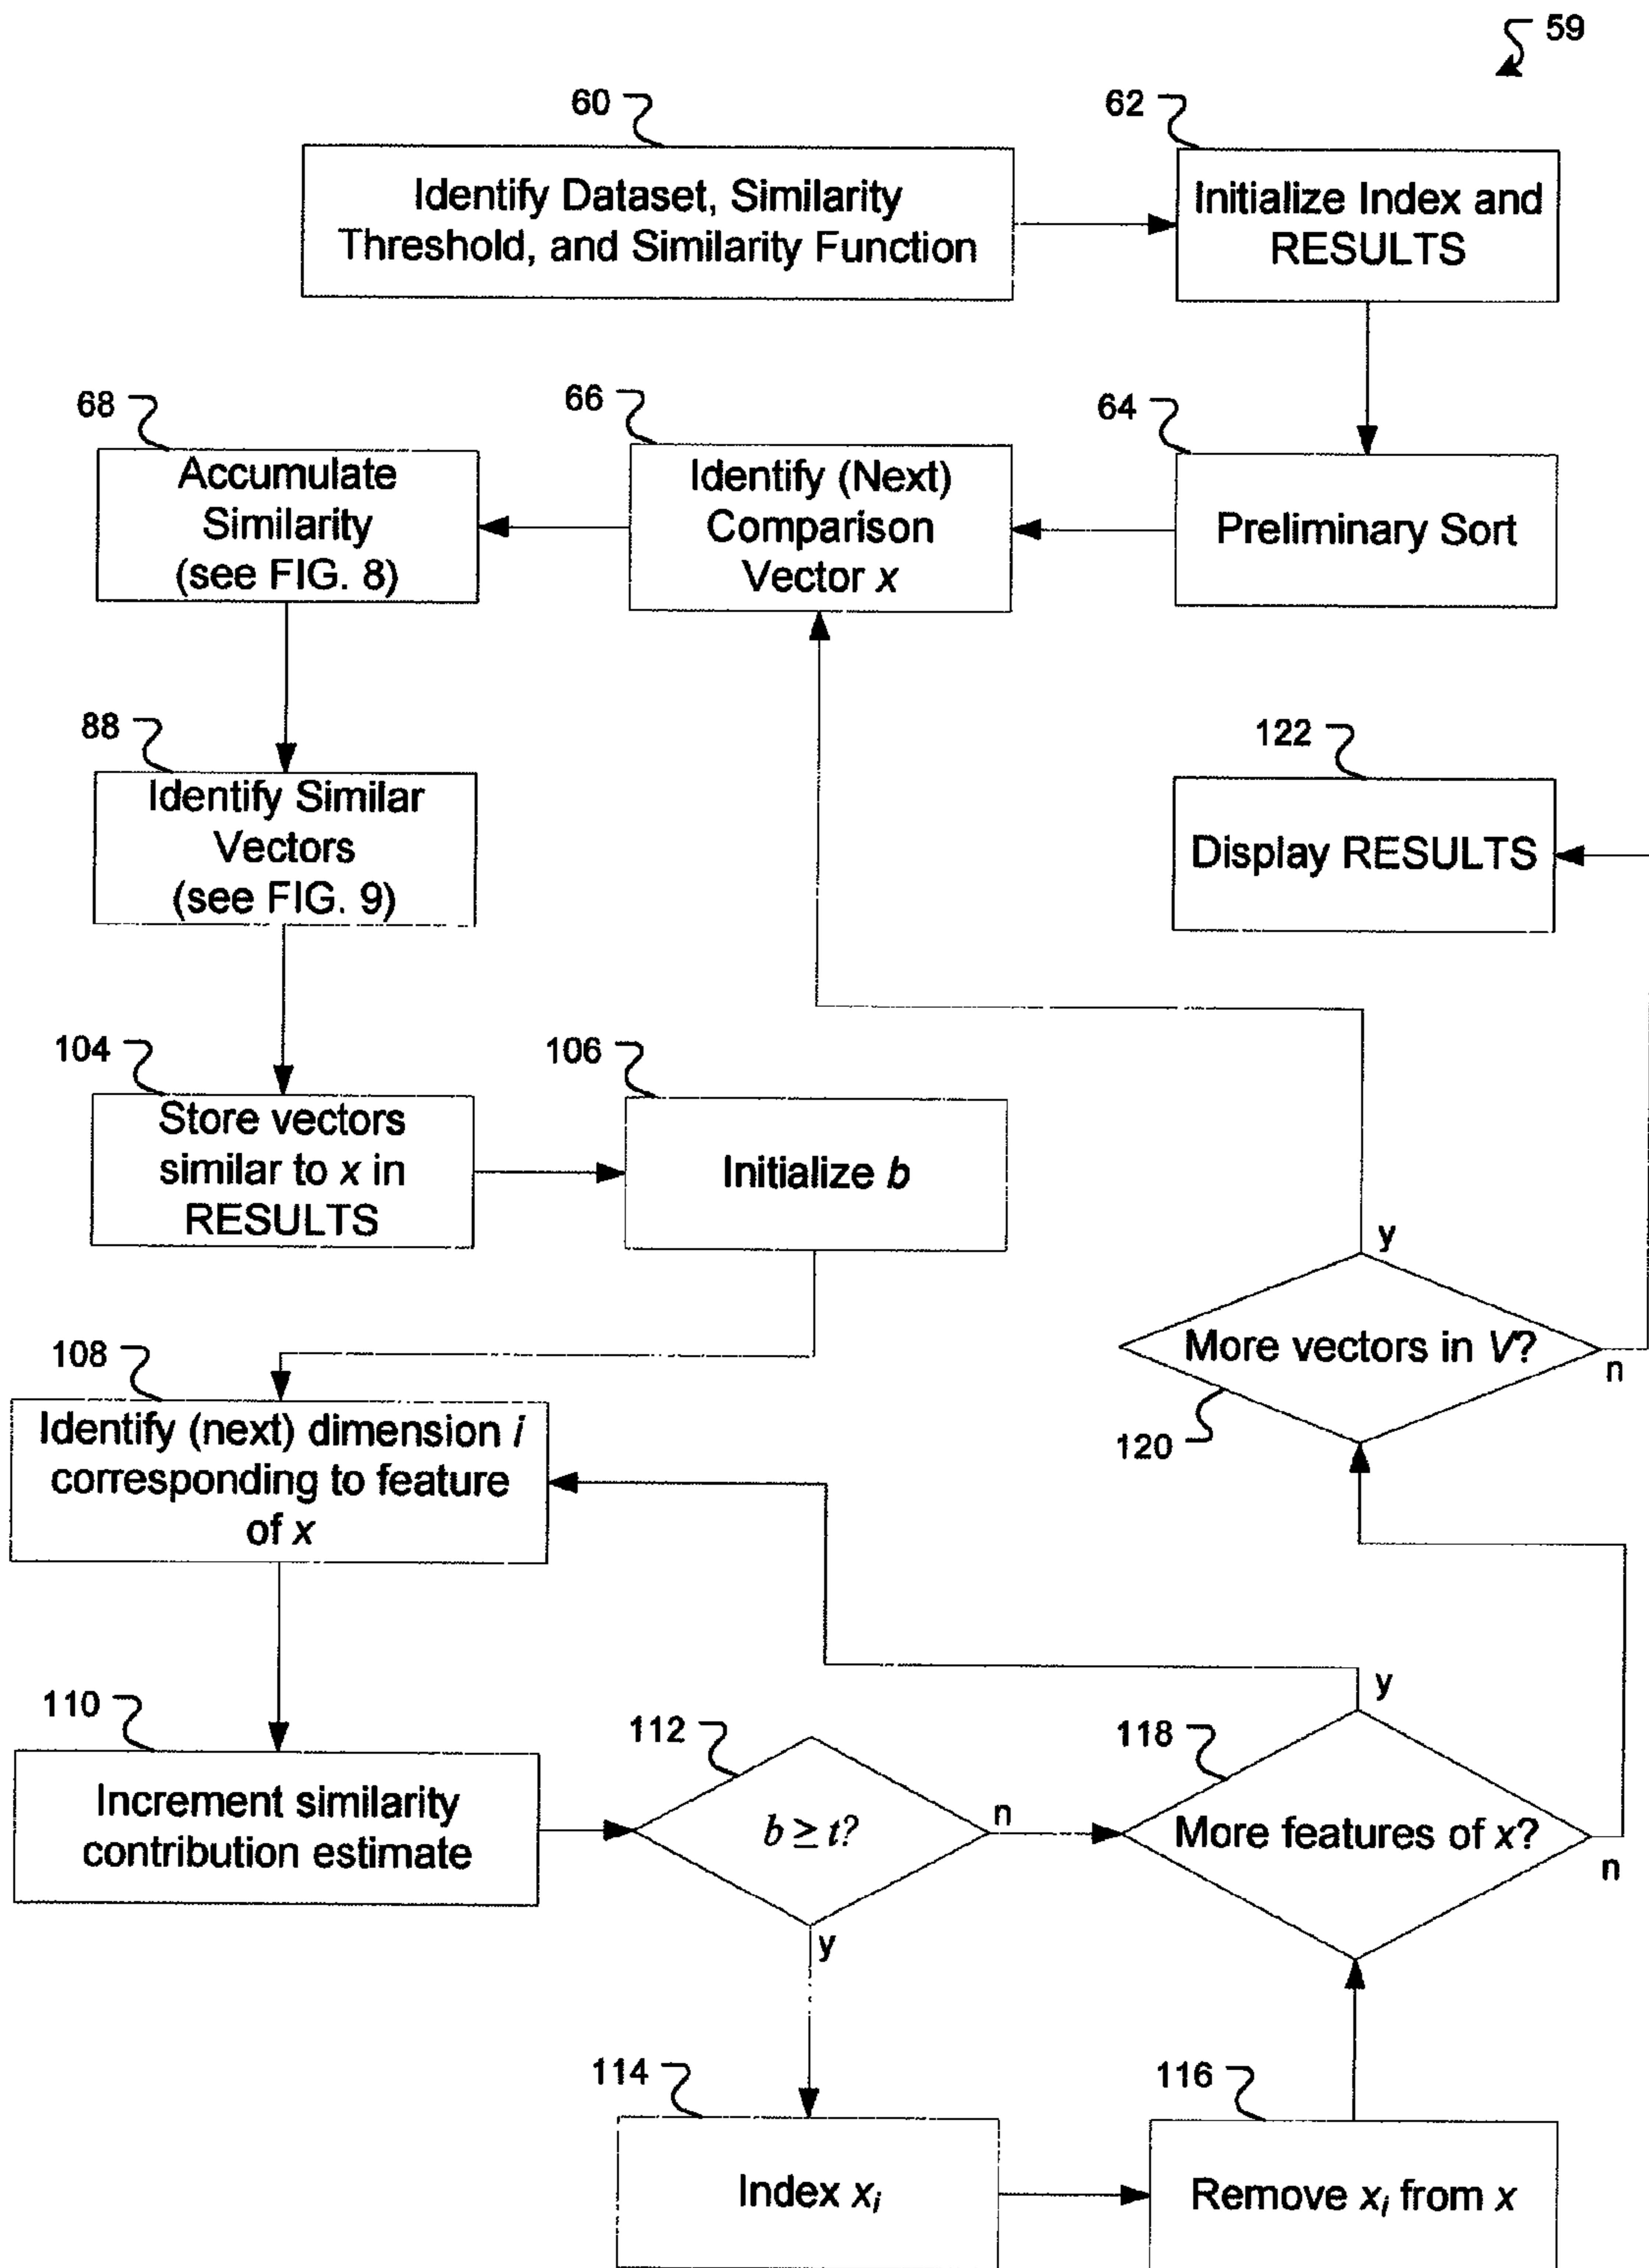 59
60
62
Identify Dataset, Similarity
Threshold, and Similarity Function
Initialize Index and
RESULTS
68
66
64
Accumulate
Similarity
(see FIG. 8)
Identify (Next)
Comparison
Vector x
Preliminary Sort
88
122
Identify Similar
Vectors
(see FIG. 9)
Display RESULTS
104
106
Store vectors
similar to x in
RESULTS
Initialize b
y
More vectors in V?
n
120
108
Identify (next) dimension i
corresponding to feature
of x
y
110
112
118
Increment similarity
contribution estimate
b ≥ t?
n
More features of x?
n
y
114
116
Index xi
Remove xi from x